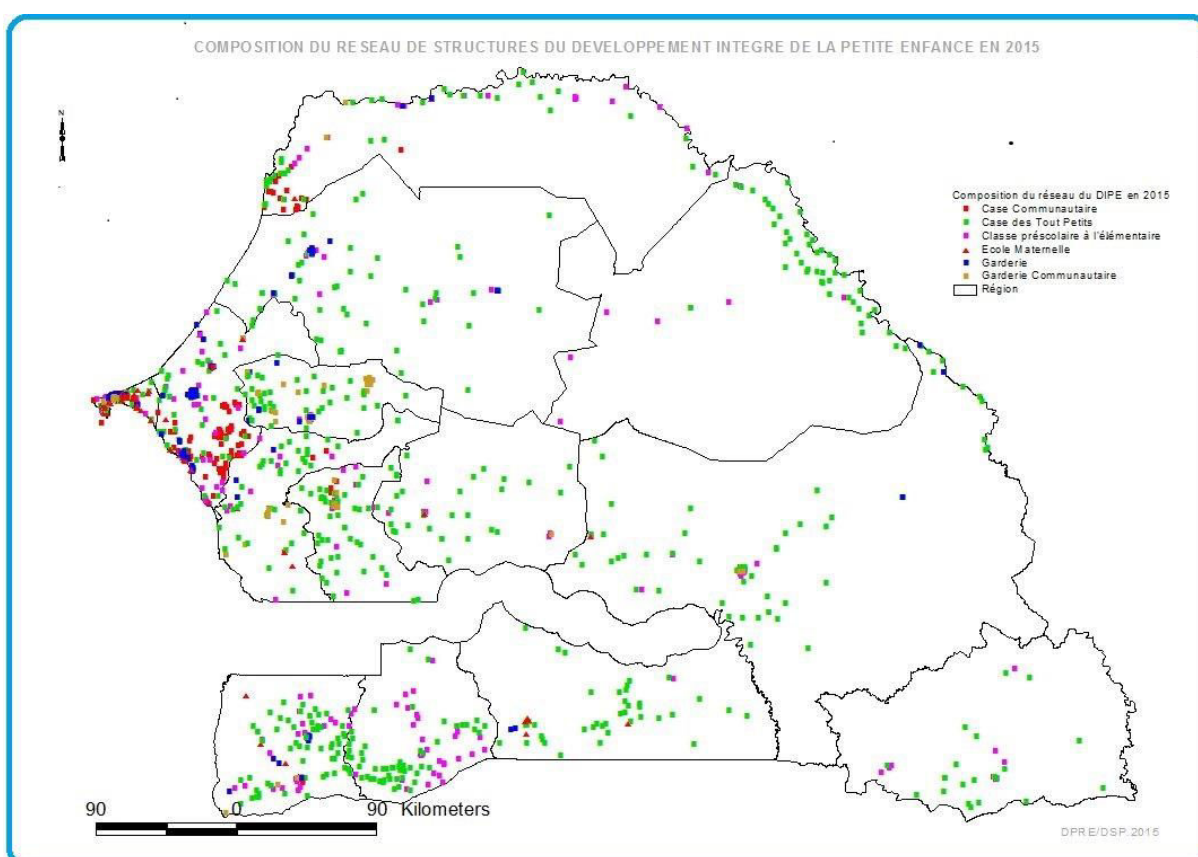 COMPOSITION DU RESEAU DE STRUCTURES DU DEVELOPPEMENT INTEGRE DE LA PETITE ENFANCE EN 2015
N
Composition du réseau du DIPE en 2015
Case Communautaire
Case des Tout Petits
Classe préscolaire à l'élémentaire
Ecole Maternelle
Garderie
Garderie Communautaire
Région
90 0 90 Kilometers
DPRE/DSP.2015